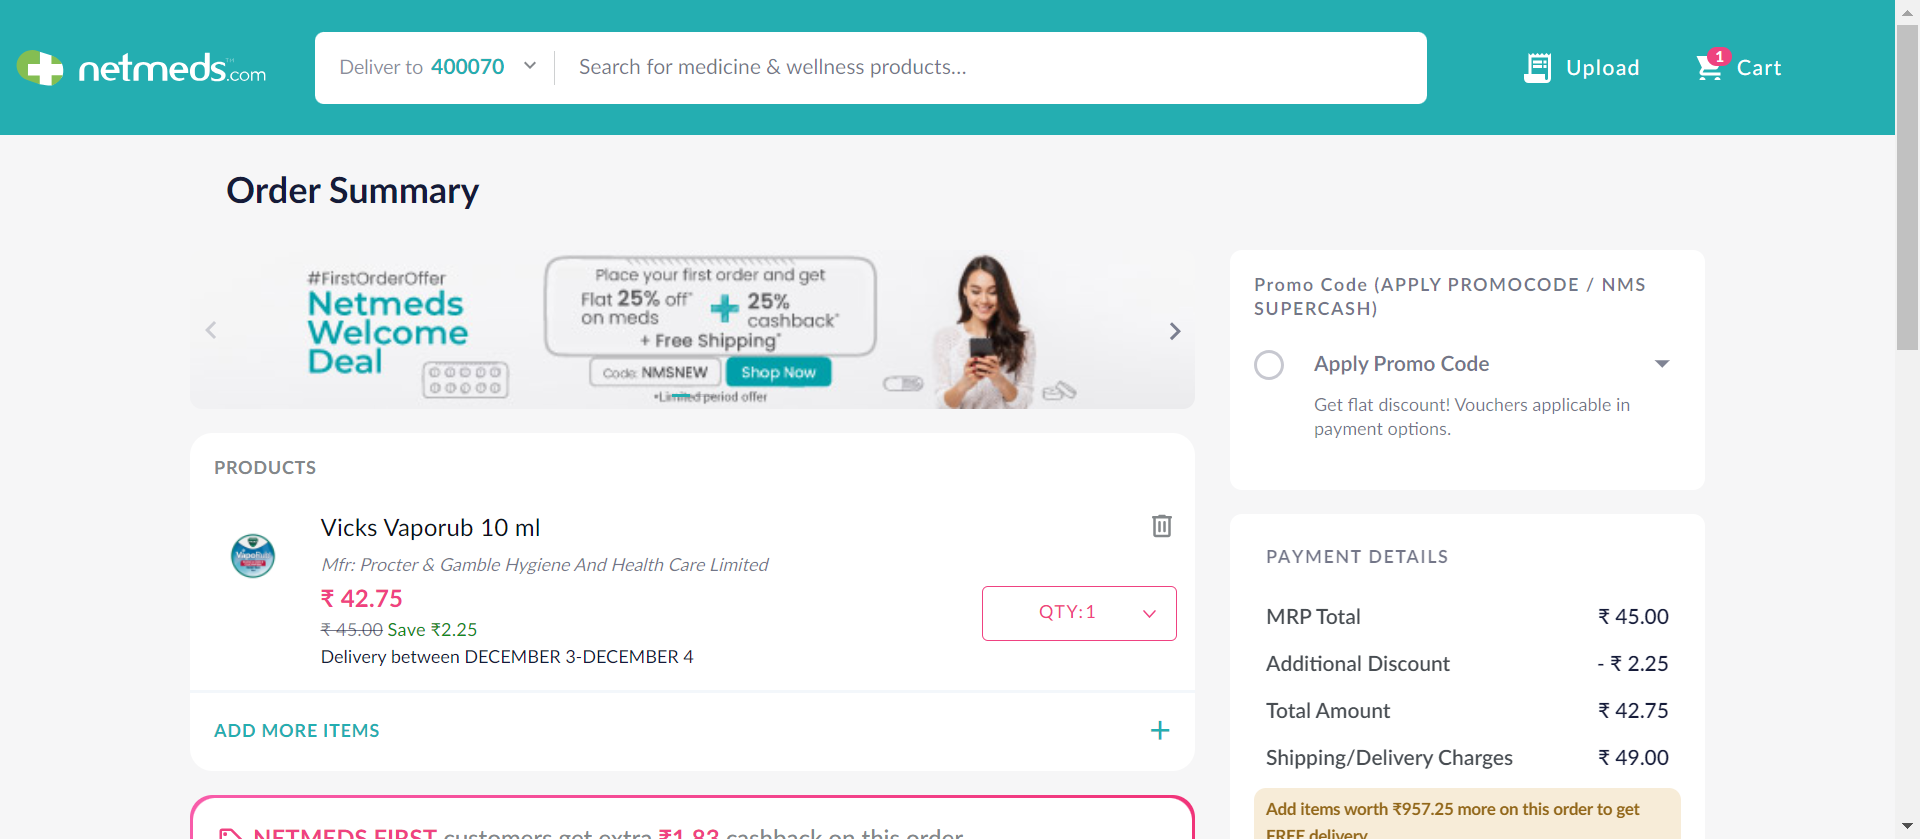 netmeds.com
Deliver to 400070
Search for medicine & wellness products...
Upload
1
Cart
Order Summary
#FirstOrderOffer
Netmeds
Welcome
Deal
Place your first order and get
Flat 25% off*
on meds
+
25%
cashback*
+ Free Shipping*
Code: NMSNEW
Shop Now
*Limited period offer
PRODUCTS
Vicks Vaporub 10 ml
Mfr: Procter & Gamble Hygiene And Health Care Limited
₹ 42.75
₹ 45.00 Save ₹2.25
Delivery between DECEMBER 3-DECEMBER 4
QTY:1
ADD MORE ITEMS
+
NETMEDS FIRST customers get extra ₹1.83 cashback on this order
Promo Code (APPLY PROMOCODE / NMS
SUPERCASH)
Apply Promo Code
Get flat discount! Vouchers applicable in
payment options.
PAYMENT DETAILS
MRP Total ₹ 45.00
Additional Discount - ₹ 2.25
Total Amount ₹ 42.75
Shipping/Delivery Charges ₹ 49.00
Add items worth ₹957.25 more on this order to get
FREE delivery